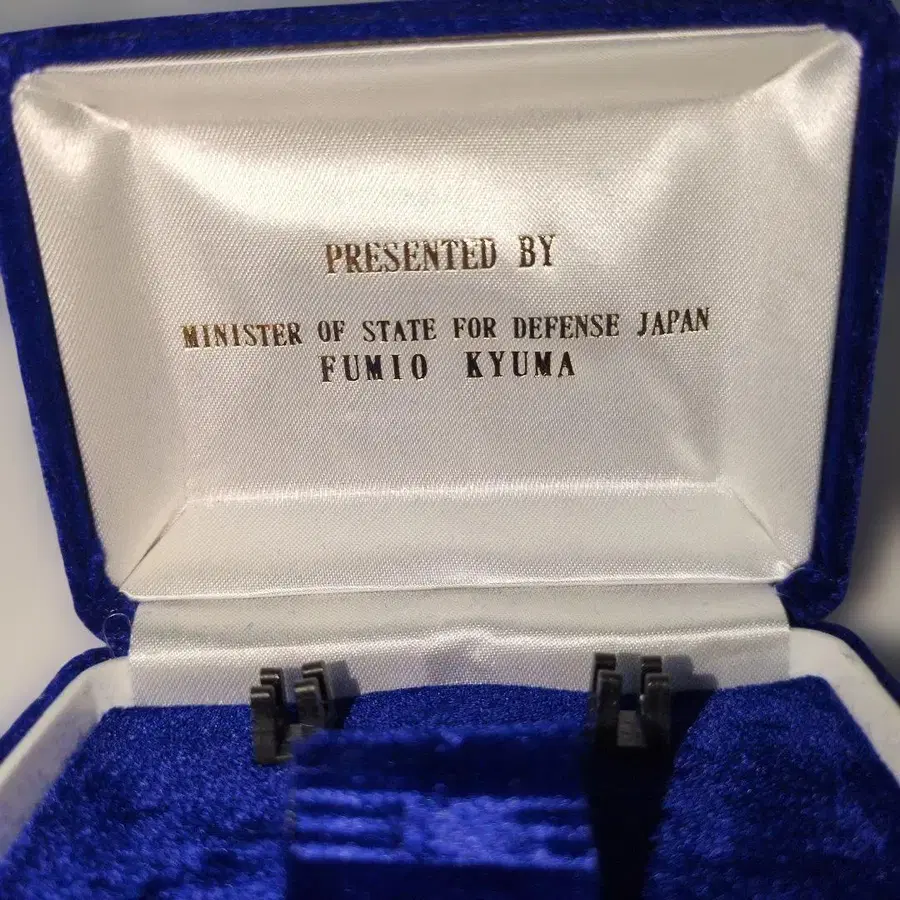 PRESENTED BY
MINISTER OF STATE FOR DEFENSE JAPAN
FUMIO KYUMA